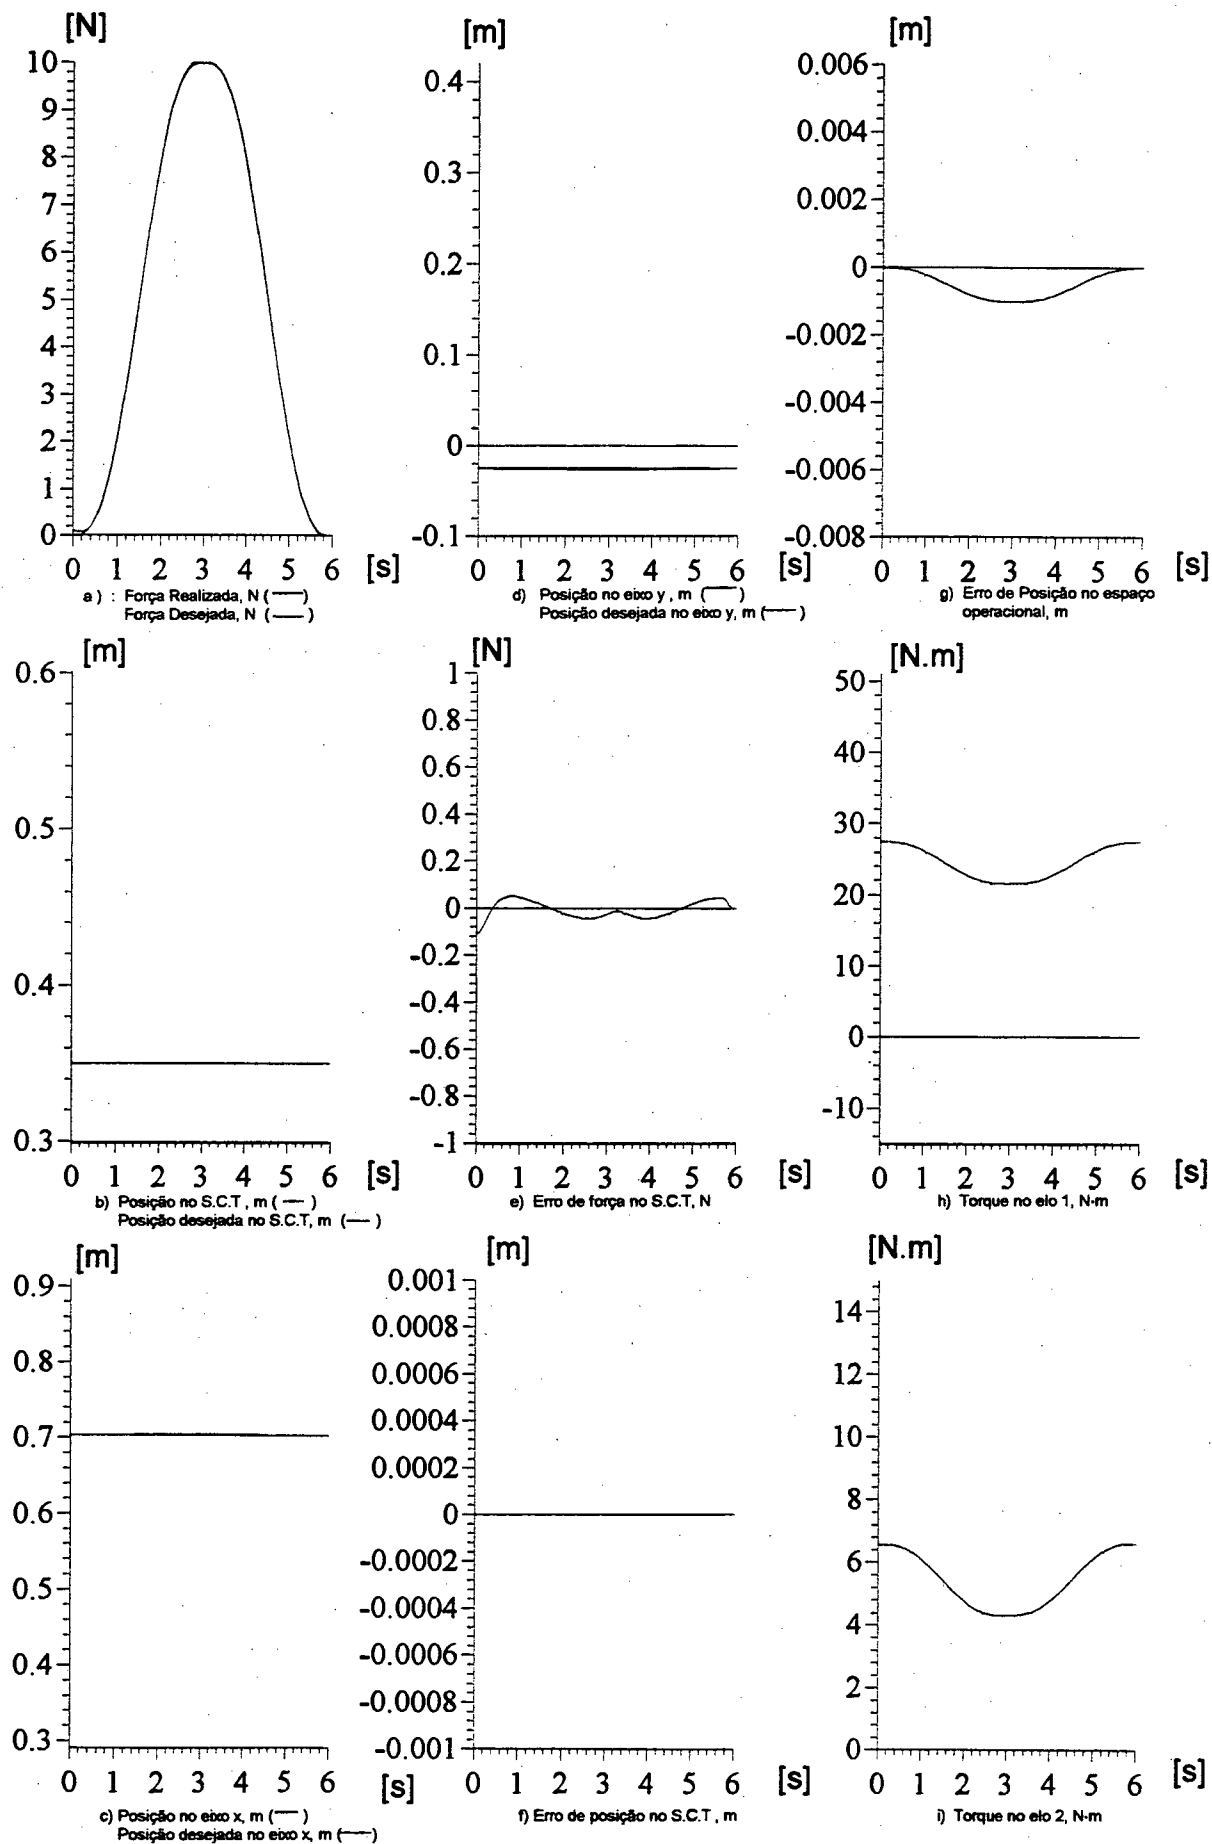 [N]
10
9
8
7
6
5
4
3
2
1
0
0 1 2 3 4 5 6 [s]
a ) : Força Realizada, N ( — )
Força Desejada, N ( — )
[m]
0.4
0.3
0.2
0.1
0
-0.1
0 1 2 3 4 5 6 [s]
d) Posição no eixo y , m ( — )
Posição desejada no eixo y, m ( — )
[m]
0.006
0.004
0.002
0
-0.002
-0.004
-0.006
-0.008
0 1 2 3 4 5 6 [s]
g) Erro de Posição no espaço
operacional, m
[m]
0.6
0.5
0.4
0.3
0 1 2 3 4 5 6 [s]
b) Posição no S.C.T , m ( — )
Posição desejada no S.C.T, m ( — )
[N]
1
0.8
0.6
0.4
0.2
0
-0.2
-0.4
-0.6
-0.8
-1
0 1 2 3 4 5 6 [s]
e) Erro de força no S.C.T, N
[N.m]
50
40
30
20
10
0
-10
0 1 2 3 4 5 6 [s]
h) Torque no elo 1, N·m
[m]
0.9
0.8
0.7
0.6
0.5
0.4
0.3
0 1 2 3 4 5 6 [s]
c) Posição no eixo x, m ( — )
Posição desejada no eixo x, m ( — )
[m]
0.001
0.0008
0.0006
0.0004
0.0002
0
-0.0002
-0.0004
-0.0006
-0.0008
-0.001
0 1 2 3 4 5 6 [s]
f) Erro de posição no S.C.T , m
[N.m]
14
12
10
8
6
4
2
0
0 1 2 3 4 5 6 [s]
i) Torque no elo 2, N·m